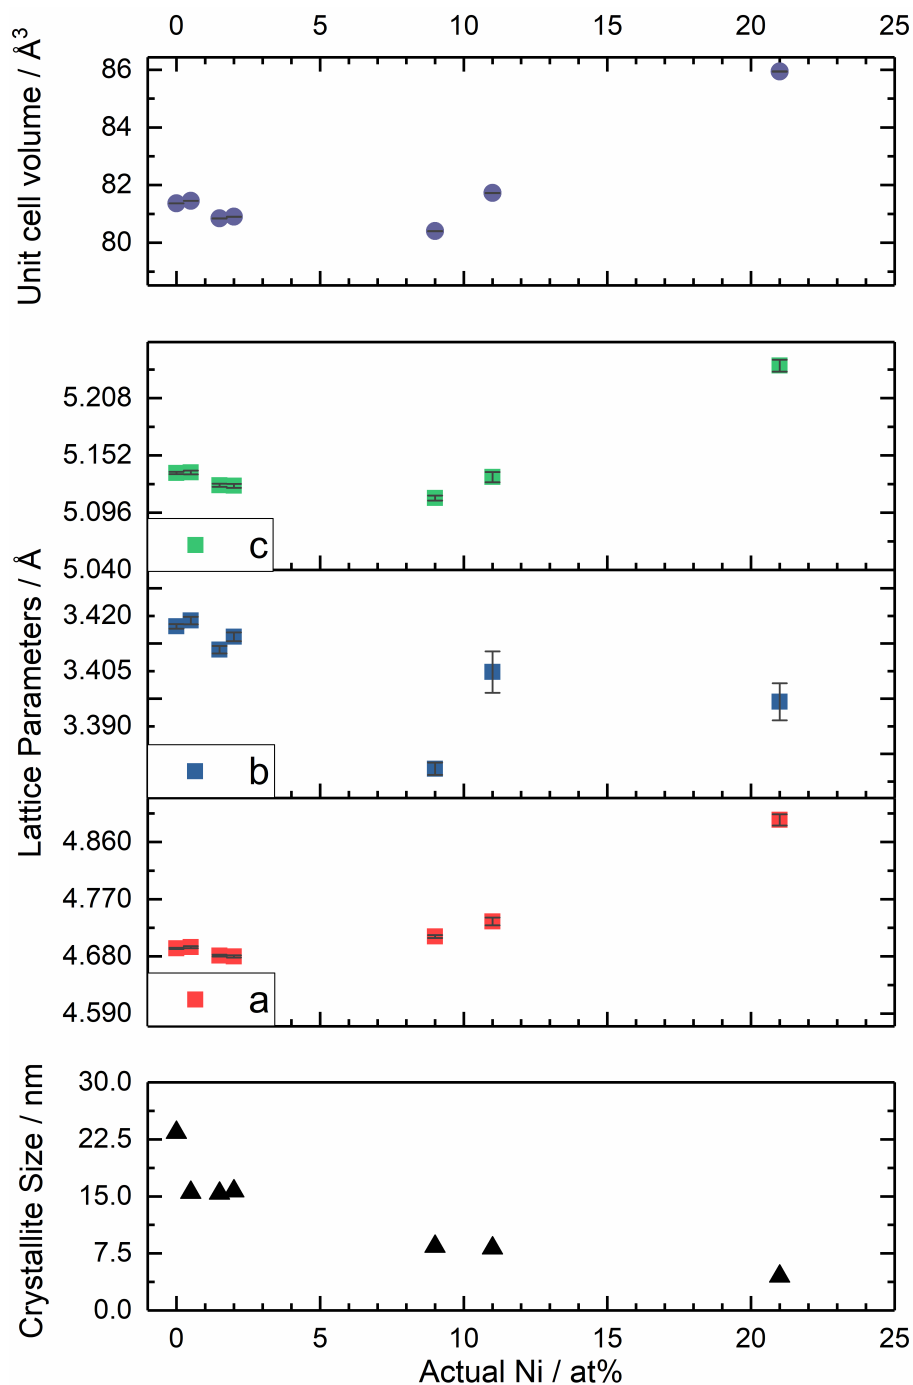 0 5 10 15 20 25
Unit cell volume / Å³
86
84
82
80
Lattice Parameters / Å
5.208
5.152
5.096
5.040
c
3.420
3.405
3.390
b
4.860
4.770
4.680
4.590
a
Crystallite Size / nm
30.0
22.5
15.0
7.5
0.0
0 5 10 15 20 25
Actual Ni / at%